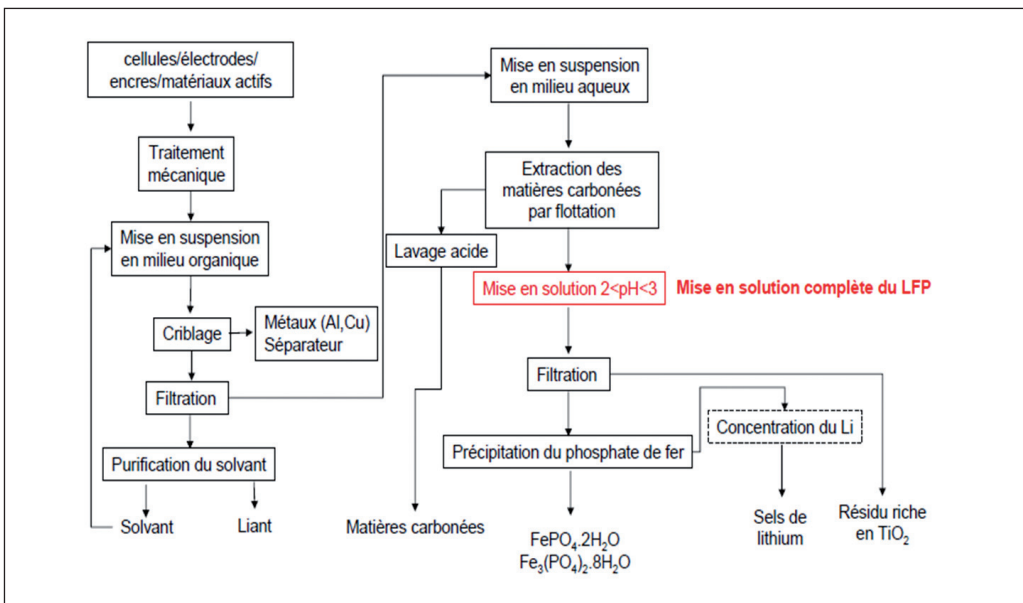 cellules/électrodes/
encres/matériaux actifs
Traitement
mécanique
Mise en suspension
en milieu organique
Criblage
Métaux (Al,Cu)
Séparateur
Filtration
Purification du solvant
Solvant
Liant
Mise en suspension
en milieu aqueux
Extraction des
matières carbonées
par flottation
Lavage acide
Mise en solution 2<pH<3
Mise en solution complète du LFP
Filtration
Précipitation du phosphate de fer
Concentration du Li
Matières carbonées
FePO₄.2H₂O
Fe₃(PO₄)₂.8H₂O
Sels de
lithium
Résidu riche
en TiO₂